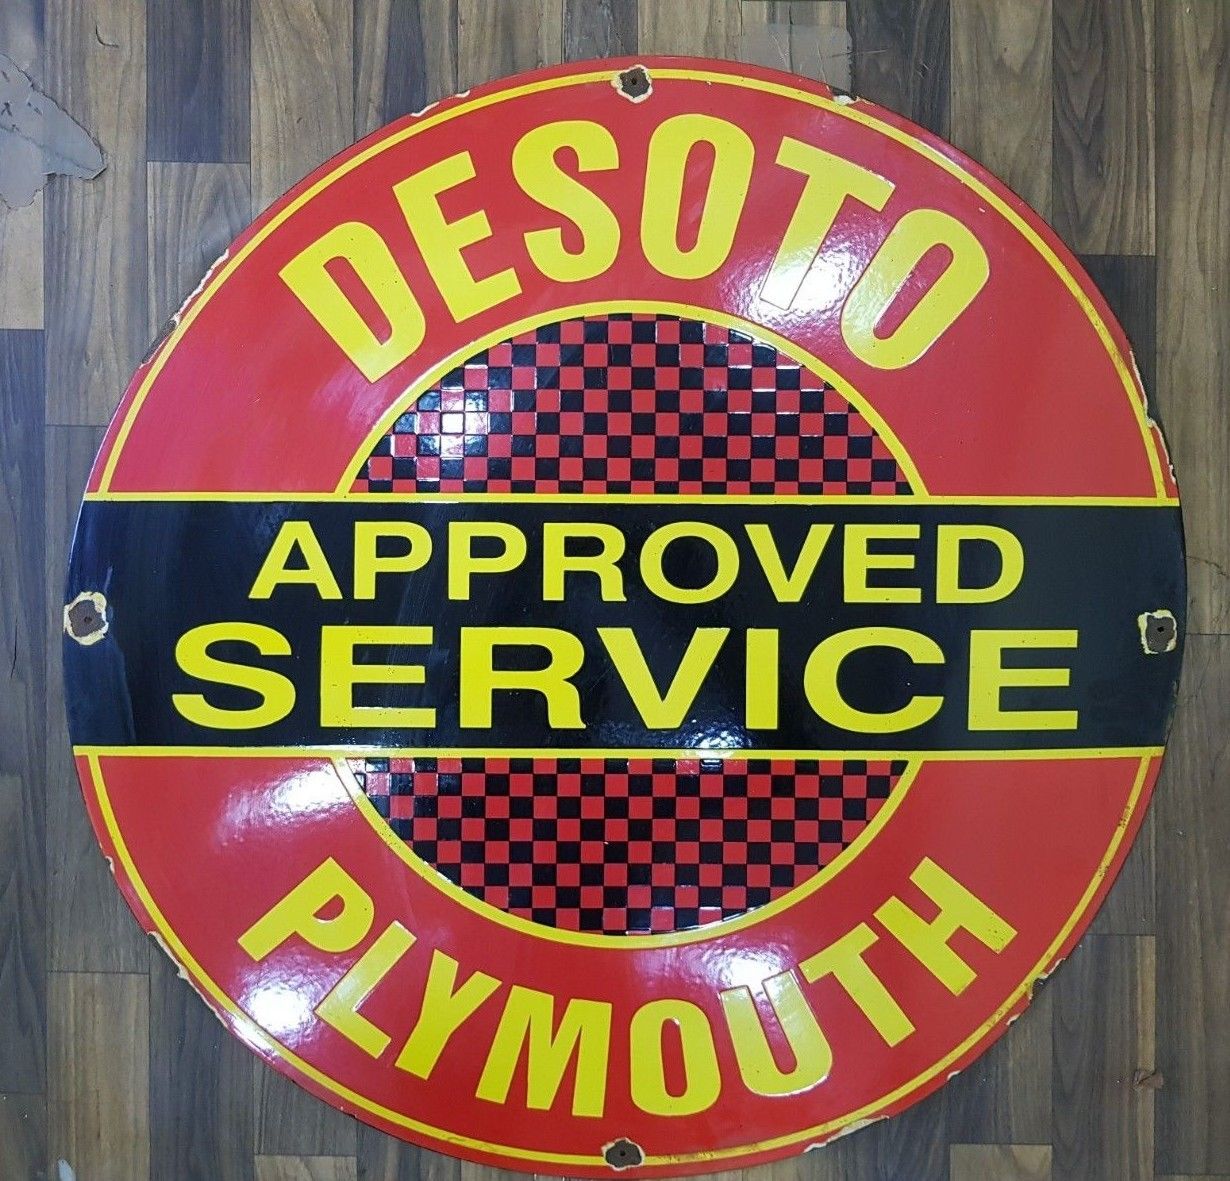 DESOTO
APPROVED
SERVICE
PLYMOUTH